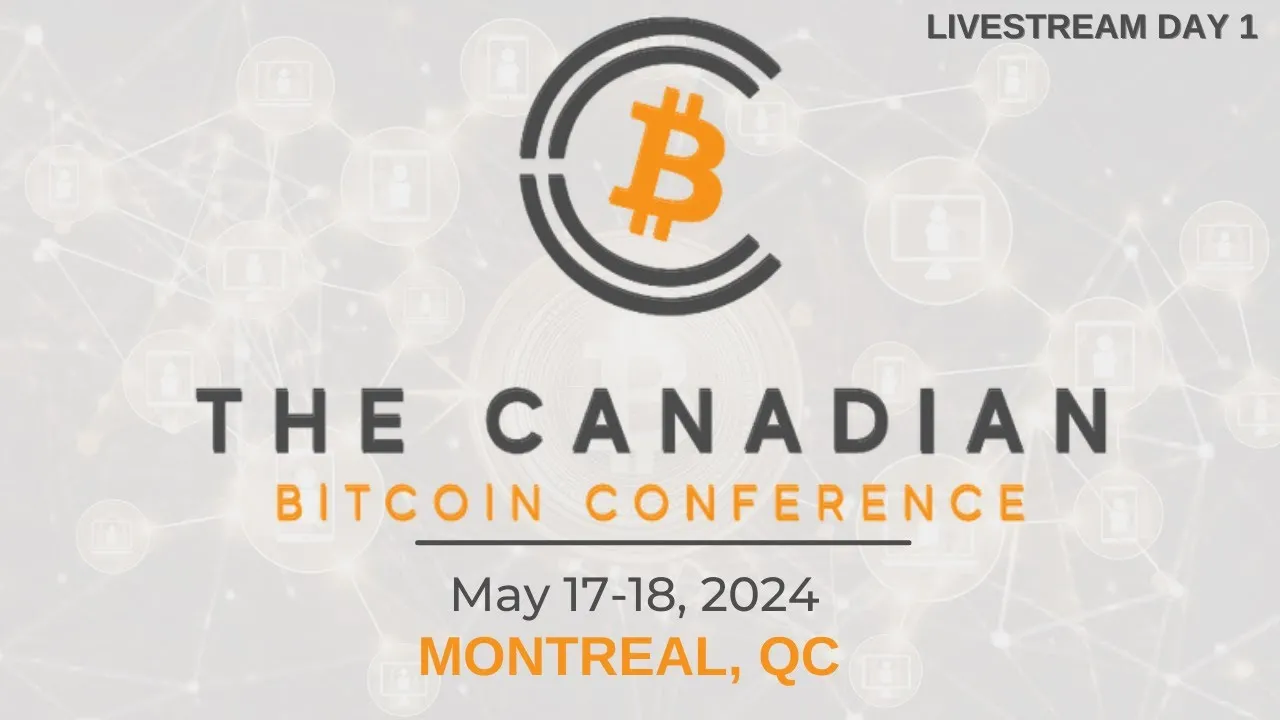 LIVESTREAM DAY 1
THE CANADIAN
BITCOIN CONFERENCE
May 17-18, 2024
MONTREAL, QC